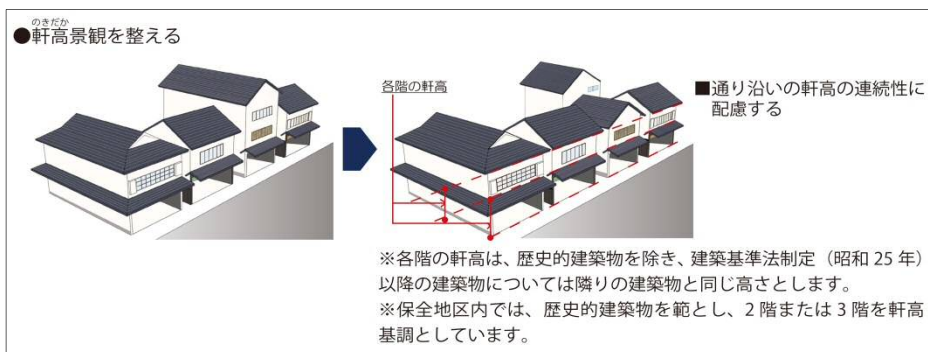 のきだか
●軒高景観を整える
各階の軒高
■通り沿いの軒高の連続性に
配慮する
※各階の軒高は、歴史的建築物を除き、建築基準法制定（昭和 25 年）
以降の建築物については隣りの建築物と同じ高さとします。
※保全地区内では、歴史的建築物を範とし、2 階または 3 階を軒高
基調としています。